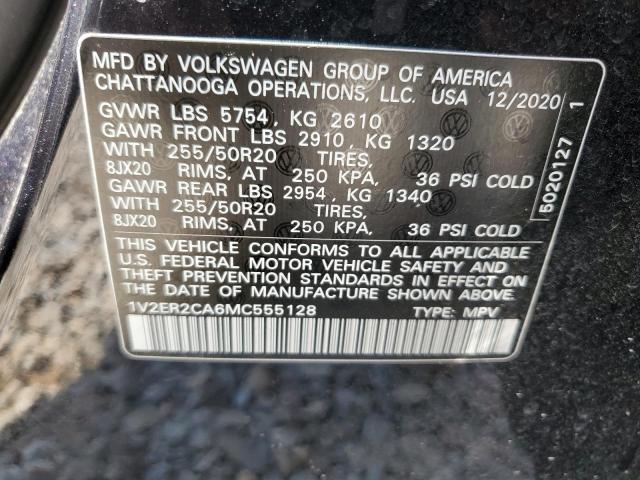 MFD BY VOLKSWAGEN GROUP OF AMERICA
CHATTANOOGA OPERATIONS, LLC. USA 12/2020
GVWR LBS 5754, KG 2610
GAWR FRONT LBS 2910, KG 1320
WITH 255/50R20 TIRES,
8JX20 RIMS, AT 250 KPA, 36 PSI COLD
GAWR REAR LBS 2954, KG 1340
WITH 255/50R20 TIRES,
8JX20 RIMS, AT 250 KPA, 36 PSI COLD
THIS VEHICLE CONFORMS TO ALL APPLICABLE
U.S. FEDERAL MOTOR VEHICLE SAFETY AND
THEFT PREVENTION STANDARDS IN EFFECT ON
THE DATE OF MANUFACTURE SHOWN ABOVE.
1V2ER2CA6MC555128 TYPE: MPV
5020127 1